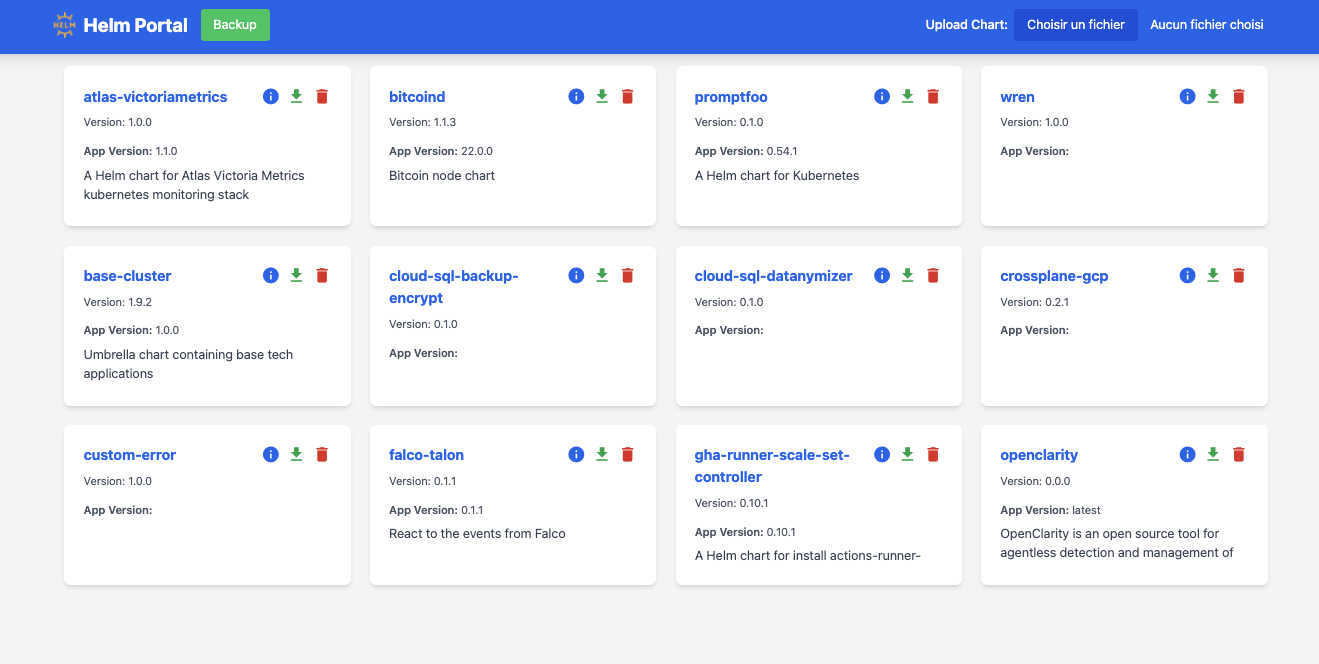 HELM
Helm Portal
Backup
Upload Chart:
Choisir un fichier
Aucun fichier choisi
atlas-victoriametrics
Version: 1.0.0
App Version: 1.1.0
A Helm chart for Atlas Victoria Metrics
kubernetes monitoring stack
bitcoind
Version: 1.1.3
App Version: 22.0.0
Bitcoin node chart
promptfoo
Version: 0.1.0
App Version: 0.54.1
A Helm chart for Kubernetes
wren
Version: 1.0.0
App Version:
base-cluster
Version: 1.9.2
App Version: 1.0.0
Umbrella chart containing base tech
applications
cloud-sql-backup-
encrypt
Version: 0.1.0
App Version:
cloud-sql-datanymizer
Version: 0.1.0
App Version:
crossplane-gcp
Version: 0.2.1
App Version:
custom-error
Version: 1.0.0
App Version:
falco-talon
Version: 0.1.1
App Version: 0.1.1
React to the events from Falco
gha-runner-scale-set-
controller
Version: 0.10.1
App Version: 0.10.1
A Helm chart for install actions-runner-
openclarity
Version: 0.0.0
App Version: latest
OpenClarity is an open source tool for
agentless detection and management of